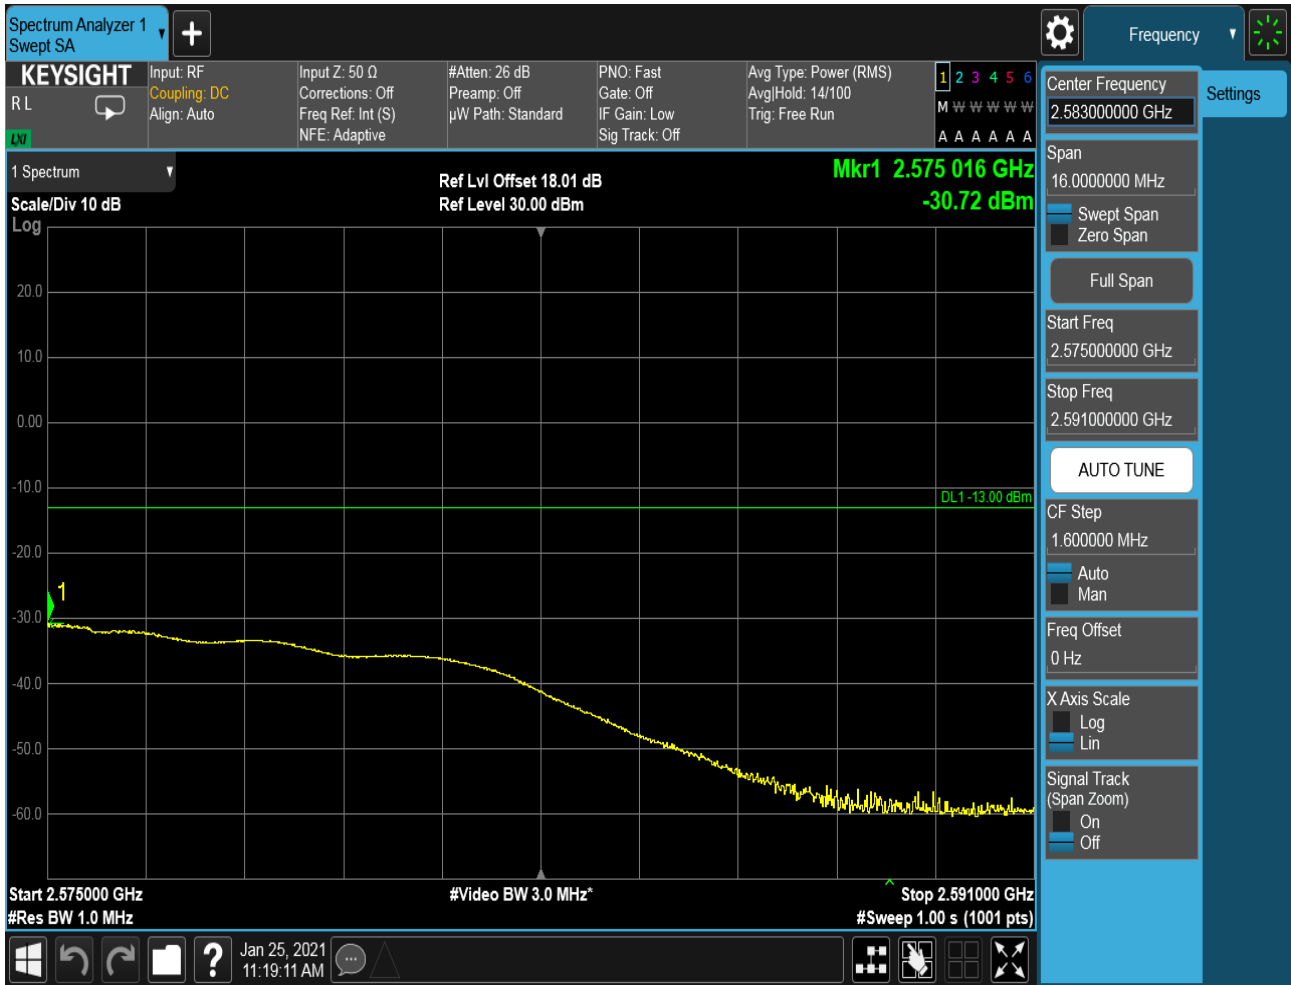 Spectrum Analyzer 1
Swept SA
Frequency
KEYSIGHT
R L
LXI
Input: RF
Coupling: DC
Align: Auto
Input Z: 50 Ω
Corrections: Off
Freq Ref: Int (S)
NFE: Adaptive
#Atten: 26 dB
Preamp: Off
µW Path: Standard
PNO: Fast
Gate: Off
IF Gain: Low
Sig Track: Off
Avg Type: Power (RMS)
Avg|Hold: 14/100
Trig: Free Run
1 2 3 4 5 6
M W W W W W
A A A A A A
1 Spectrum
Scale/Div 10 dB
Log
Ref Lvl Offset 18.01 dB
Ref Level 30.00 dBm
Mkr1 2.575 016 GHz
-30.72 dBm
20.0
10.0
0.00
-10.0
-20.0
-30.0
-40.0
-50.0
-60.0
DL1 -13.00 dBm
1
Start 2.575000 GHz
#Res BW 1.0 MHz
#Video BW 3.0 MHz*
Stop 2.591000 GHz
#Sweep 1.00 s (1001 pts)
Jan 25, 2021
11:19:11 AM
Center Frequency
2.583000000 GHz
Settings
Span
16.0000000 MHz
Swept Span
Zero Span
Full Span
Start Freq
2.575000000 GHz
Stop Freq
2.591000000 GHz
AUTO TUNE
CF Step
1.600000 MHz
Auto
Man
Freq Offset
0 Hz
X Axis Scale
Log
Lin
Signal Track
(Span Zoom)
On
Off